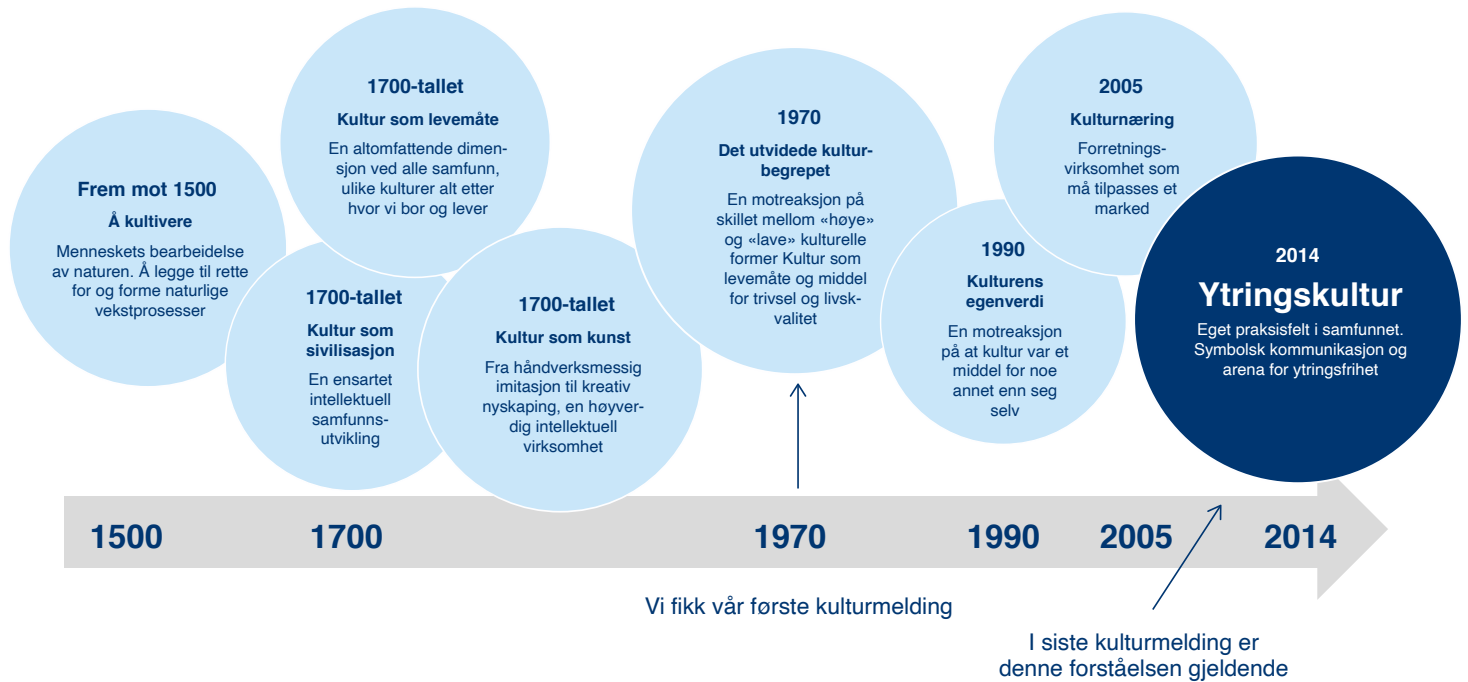 Frem mot 1500
Å kultivere
Menneskets bearbeidelse
av naturen. Å legge til rette
for og forme naturlige
vekstprosesser
1700-tallet
Kultur som levemåte
En altomfattende dimen-
sjon ved alle samfunn,
ulike kulturer alt etter
hvor vi bor og lever
1700-tallet
Kultur som
sivilisasjon
En ensartet
intellektuell
samfunns-
utvikling
1700-tallet
Kultur som kunst
Fra håndverksmessig
imitasjon til kreativ
nyskaping, en høyver-
dig intellektuell
virksomhet
1970
Det utvidede kultur-
begrepet
En motreaksjon på
skillet mellom «høye»
og «lave» kulturelle
former Kultur som
levemåte og middel
for trivsel og livsk-
valitet
1990
Kulturens
egenverdi
En motreaksjon
på at kultur var et
middel for noe
annet enn seg
selv
2005
Kulturnæring
Forretnings-
virksomhet som
må tilpasses et
marked
2014
Ytringskultur
Eget praksisfelt i samfunnet.
Symbolsk kommunikasjon og
arena for ytringsfrihet
1500
1700
1970
1990
2005
2014
Vi fikk vår første kulturmelding
I siste kulturmelding er
denne forståelsen gjeldende